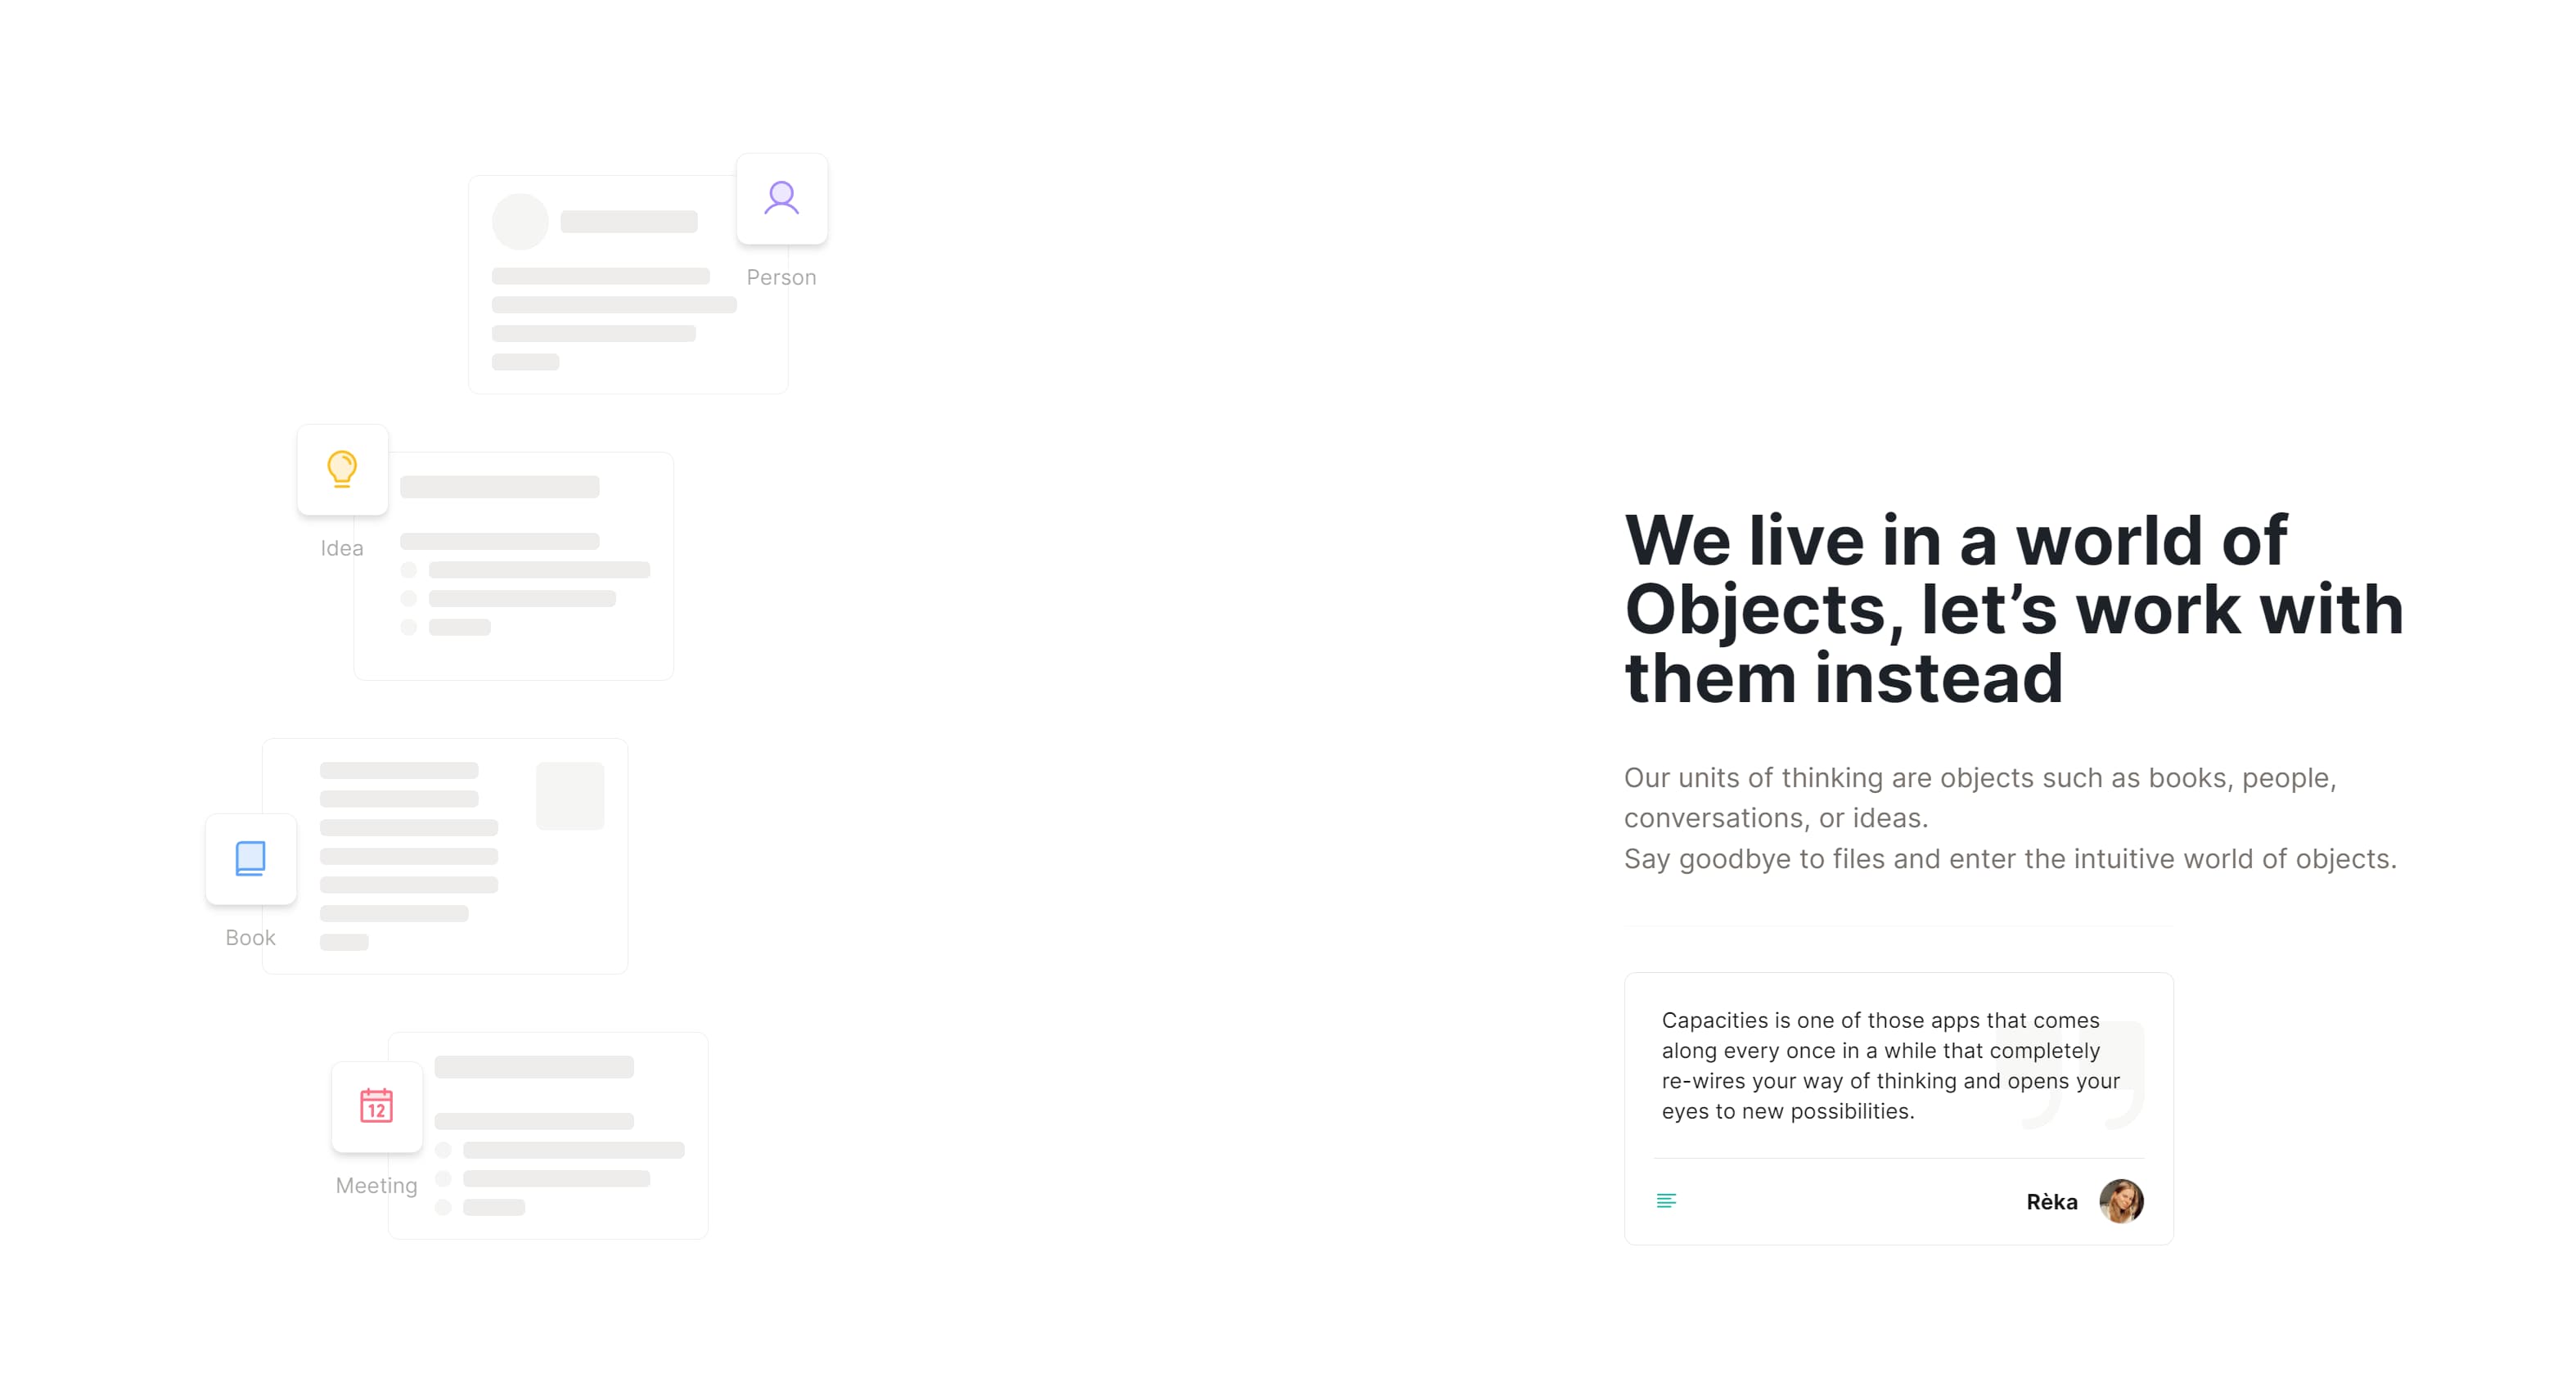 Person
Idea
Book
Meeting
12
We live in a world of
Objects, let’s work with
them instead
Our units of thinking are objects such as books, people,
conversations, or ideas.
Say goodbye to files and enter the intuitive world of objects.
Capacities is one of those apps that comes
along every once in a while that completely
re-wires your way of thinking and opens your
eyes to new possibilities.
Rèka